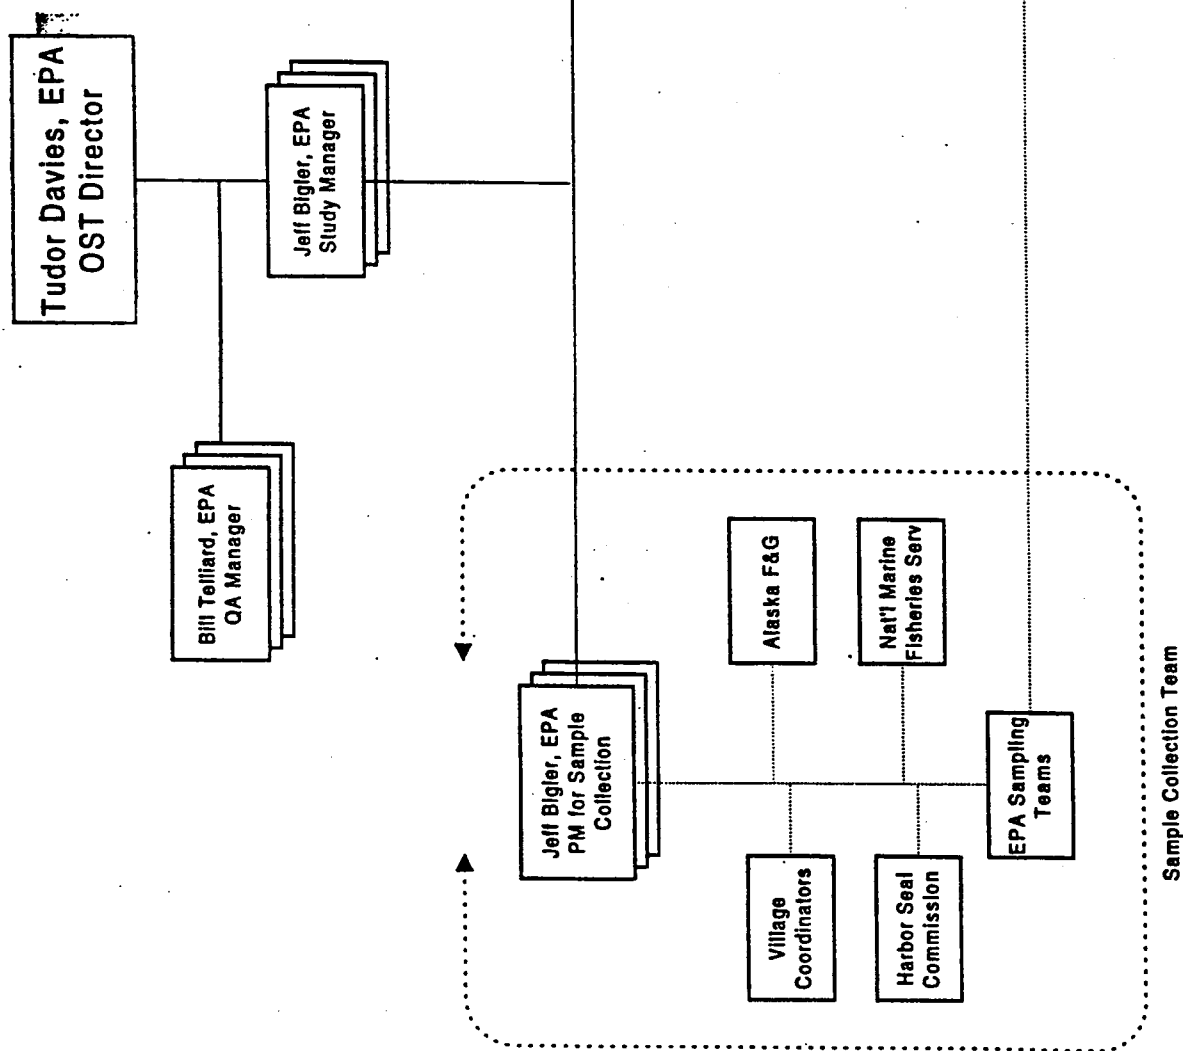 Tudor Davies, EPA
OST Director
Bill Telliard, EPA
QA Manager
Jeff Bigler, EPA
Study Manager
Jeff Bigler, EPA
PM for Sample
Collection
Village
Coordinators
Alaska F&G
Harbor Seal
Commission
Nat'l Marine
Fisheries Serv
EPA Sampling
Teams
Sample Collection Team